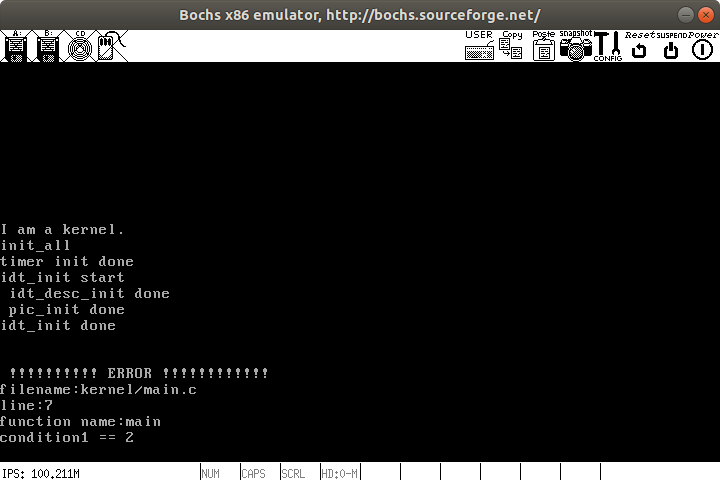 Bochs x86 emulator, http://bochs.sourceforge.net/
A: B: CD USER Copy Paste snapshot CONFIG Reset SUSPEND Power
I am a kernel.
init_all
timer init done
idt_init start
 idt_desc_init done
 pic_init done
idt_init done
 !!!!!!!!!! ERROR !!!!!!!!!!!!
filename:kernel/main.c
line:7
function name:main
condition1 == 2
IPS: 100.211M NUM CAPS SCRL HD:0-M